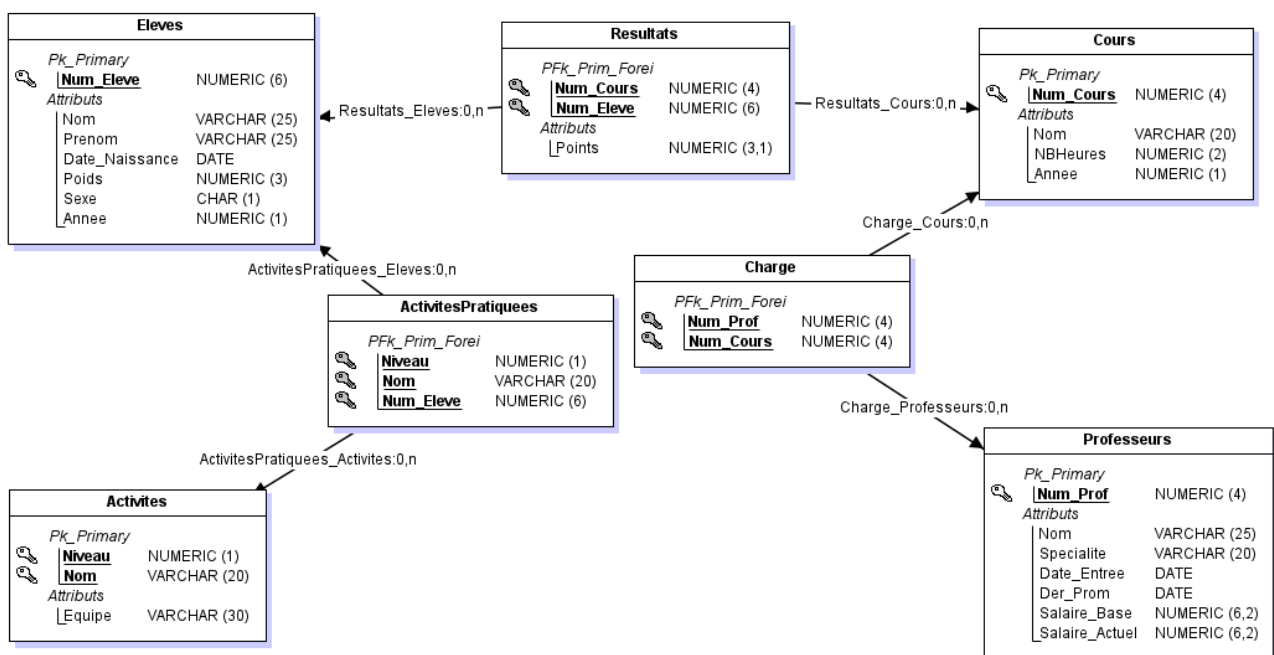 Eleves
Pk_Primary
Num_Eleve NUMERIC (6)
Attributs
Nom VARCHAR (25)
Prenom VARCHAR (25)
Date_Naissance DATE
Poids NUMERIC (3)
Sexe CHAR (1)
Annee NUMERIC (1)
Resultats_Eleves:0,n
Resultats
PFk_Prim_Forei
Num_Cours NUMERIC (4)
Num_Eleve NUMERIC (6)
Attributs
Points NUMERIC (3,1)
Resultats_Cours:0,n
Cours
Pk_Primary
Num_Cours NUMERIC (4)
Attributs
Nom VARCHAR (20)
NBHeures NUMERIC (2)
Annee NUMERIC (1)
Charge_Cours:0,n
ActivitesPratiquees_Eleves:0,n
ActivitesPratiquees
PFk_Prim_Forei
Niveau NUMERIC (1)
Nom VARCHAR (20)
Num_Eleve NUMERIC (6)
Charge
PFk_Prim_Forei
Num_Prof NUMERIC (4)
Num_Cours NUMERIC (4)
Charge_Professeurs:0,n
ActivitesPratiquees_Activites:0,n
Activites
Pk_Primary
Niveau NUMERIC (1)
Nom VARCHAR (20)
Attributs
Equipe VARCHAR (30)
Professeurs
Pk_Primary
Num_Prof NUMERIC (4)
Attributs
Nom VARCHAR (25)
Specialite VARCHAR (20)
Date_Entree DATE
Der_Prom DATE
Salaire_Base NUMERIC (6,2)
Salaire_Actuel NUMERIC (6,2)